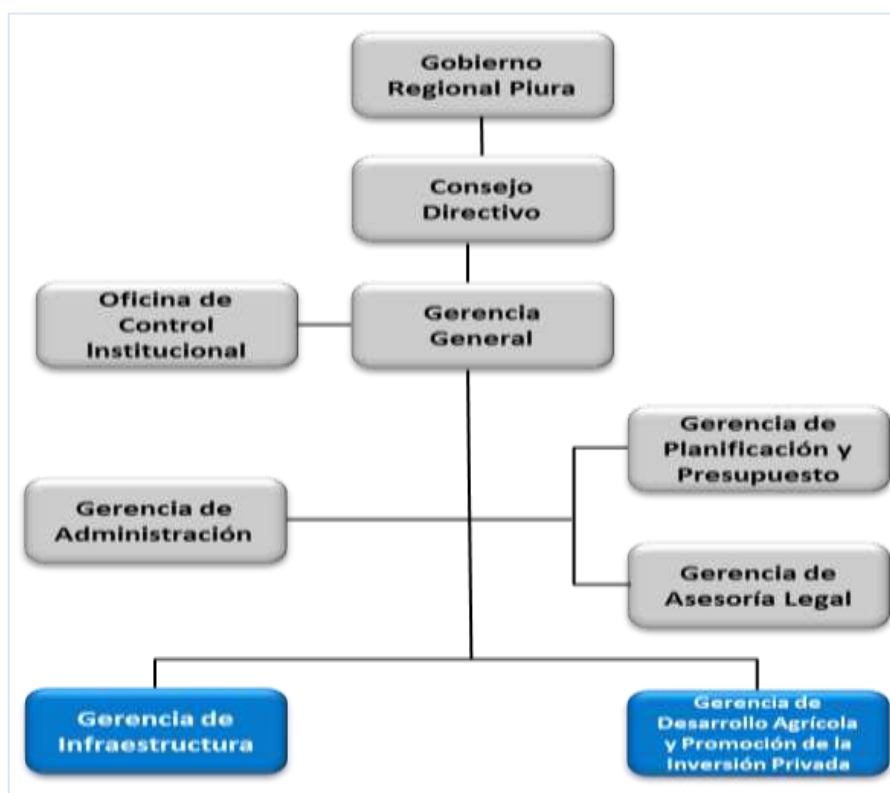 Gobierno
Regional Piura
Consejo
Directivo
Oficina de
Control
Institucional
Gerencia
General
Gerencia de
Planificación y
Presupuesto
Gerencia de
Administración
Gerencia de
Asesoría Legal
Gerencia de
Infraestructura
Gerencia de
Desarrollo Agrícola
y Promoción de la
Inversión Privada